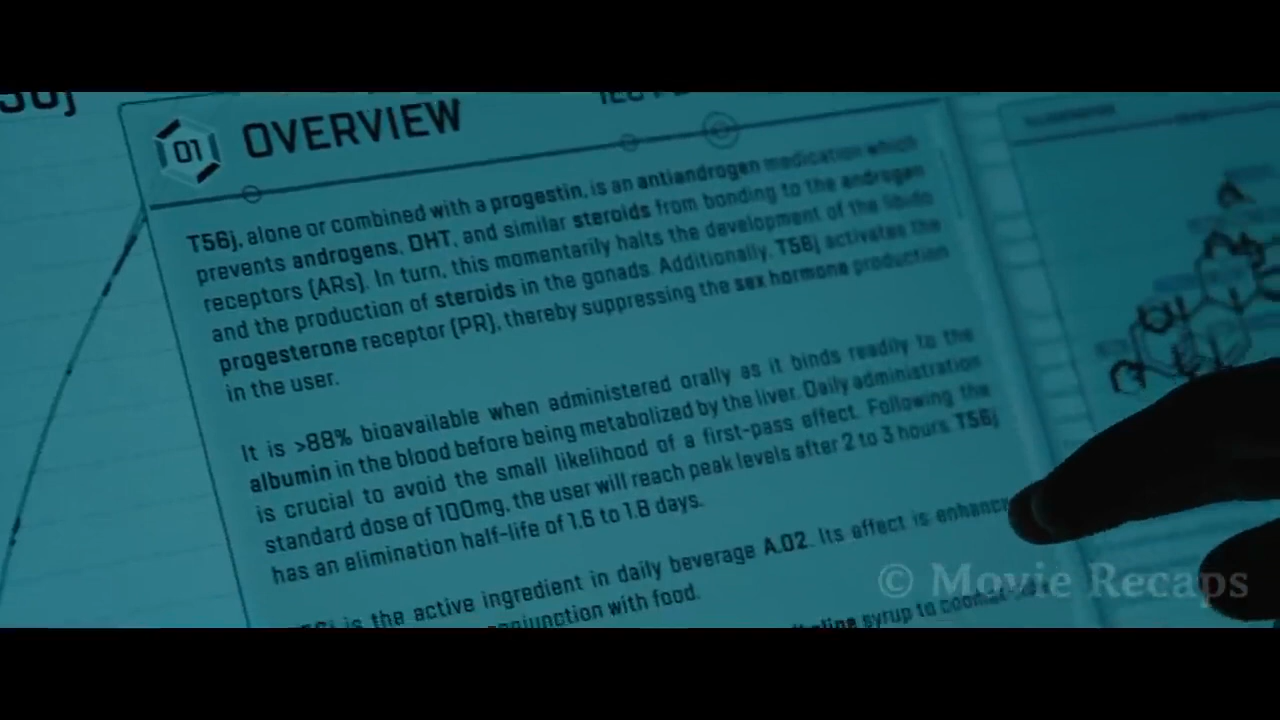 01 OVERVIEW
T56j, alone or combined with a progestin, is an antiandrogen medication which
prevents androgens, DHT, and similar steroids from bonding to the androgen
receptors (ARs). In turn, this momentarily halts the development of the libido
and the production of steroids in the gonads. Additionally, T56j activates the
progesterone receptor (PR), thereby suppressing the sex hormone production
in the user.
It is >88% bioavailable when administered orally as it binds readily to the
albumin in the blood before being metabolized by the liver. Daily administration
is crucial to avoid the small likelihood of a first-pass effect. Following the
standard dose of 100mg, the user will reach peak levels after 2 to 3 hours. T56j
has an elimination half-life of 1.6 to 1.8 days.
is the active ingredient in daily beverage A.02. Its effect is
with food.
syrup to
© Movie Recaps